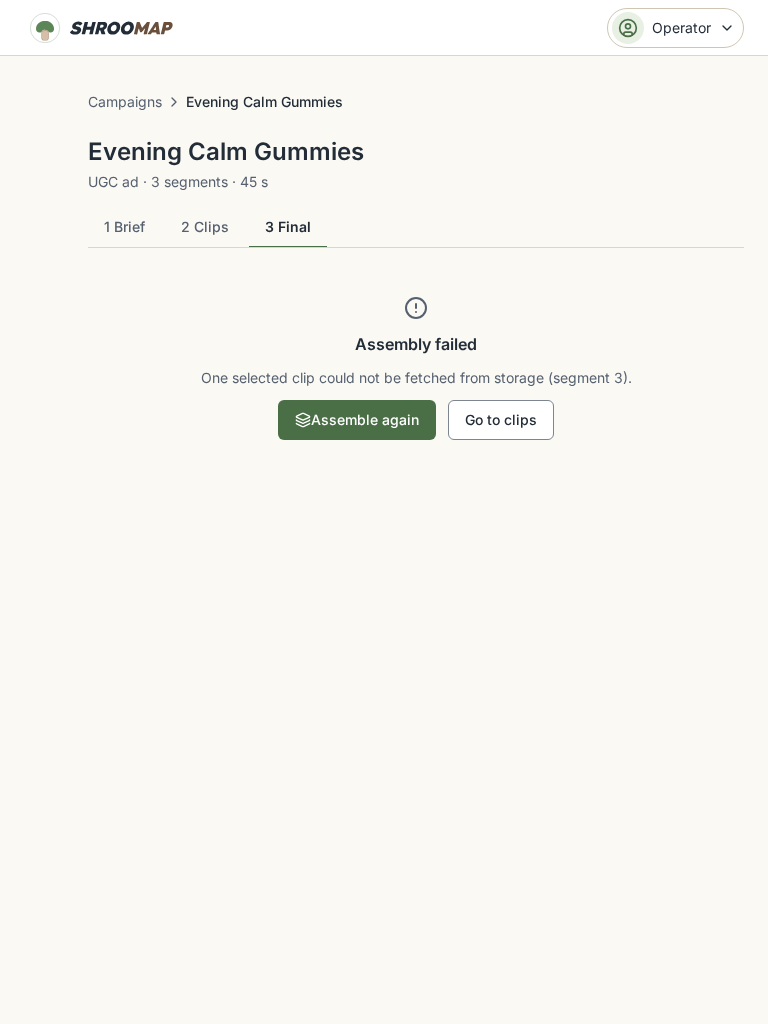 SHROOMAP
Operator
Campaigns Evening Calm Gummies
Evening Calm Gummies
UGC ad · 3 segments · 45 s
1 Brief 2 Clips 3 Final
Assembly failed
One selected clip could not be fetched from storage (segment 3).
Assemble again Go to clips